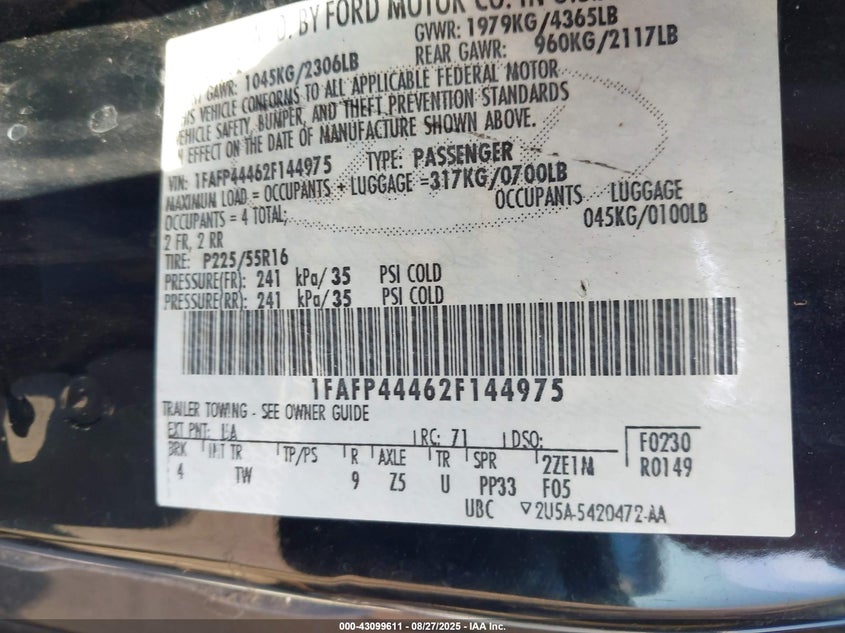 BY FORD MOTOR CO. IN
GVWR: 1979KG/4365LB
GAWR: 1045KG/2306LB
REAR GAWR: 960KG/2117LB
VEHICLE CONFORMS TO ALL APPLICABLE FEDERAL MOTOR
VEHICLE SAFETY, BUMPER, AND THEFT PREVENTION STANDARDS
EFFECT ON THE DATE OF MANUFACTURE SHOWN ABOVE.
VIN: 1FAFP44462F144975 TYPE: PASSENGER
MAXIMUM LOAD = OCCUPANTS + LUGGAGE =317KG/0700LB
OCCUPANTS = 4 TOTAL; OCCUPANTS LUGGAGE
2 FR, 2 RR 045KG/0100LB
TIRE: P225/55R16
PRESSURE(FR): 241 kPa/ 35 PSI COLD
PRESSURE(RR): 241 kPa/ 35 PSI COLD
1FAFP44462F144975
TRAILER TOWING - SEE OWNER GUIDE
EXT PNT: RC: 71 DSO: F0230
BRK INT TR TP/PS R AXLE TR SPR 2ZE1M R0149
4 TW 9 Z5 U PP33 F05
UBC ▽2U5A-5420472-AA
000-43099611 - 08/27/2025 - IAA Inc.